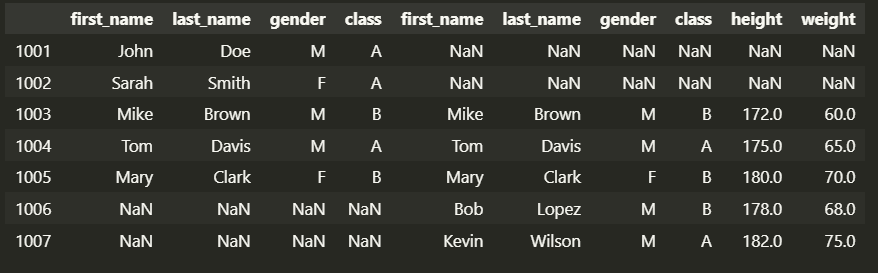 first_name last_name gender class first_name last_name gender class height weight
1001 John Doe M A NaN NaN NaN NaN NaN NaN
1002 Sarah Smith F A NaN NaN NaN NaN NaN NaN
1003 Mike Brown M B Mike Brown M B 172.0 60.0
1004 Tom Davis M A Tom Davis M A 175.0 65.0
1005 Mary Clark F B Mary Clark F B 180.0 70.0
1006 NaN NaN NaN NaN Bob Lopez M B 178.0 68.0
1007 NaN NaN NaN NaN Kevin Wilson M A 182.0 75.0